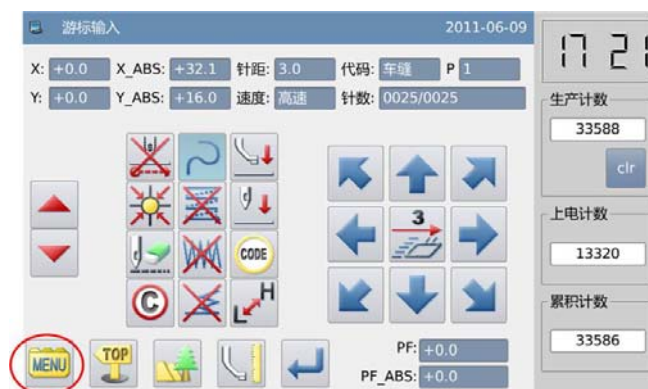 游标输入 2011-06-09
X: +0.0 X_ABS: +32.1 针距: 3.0 代码: 车缝 P 1
Y: +0.0 Y_ABS: +16.0 速度: 高速 针数: 0025/0025
生产计数
33588
clr
上电计数
3
13320
CODE
累积计数
C
L H
33586
MENU
TOP
PF: +0.0
PF_ABS: +0.0